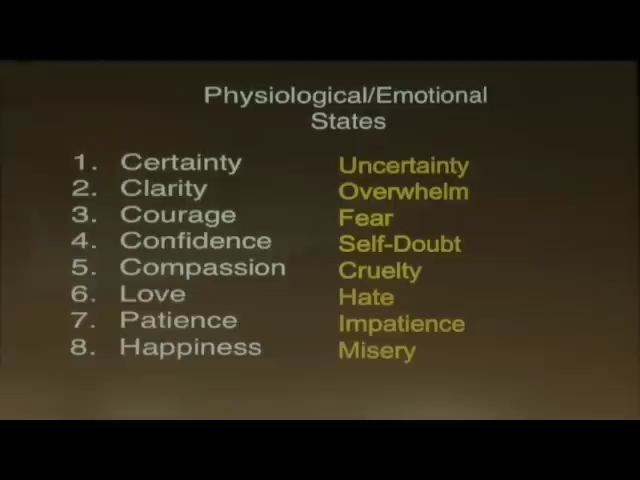 Physiological/Emotional
States
1. Certainty Uncertainty
2. Clarity Overwhelm
3. Courage Fear
4. Confidence Self-Doubt
5. Compassion Cruelty
6. Love Hate
7. Patience Impatience
8. Happiness Misery